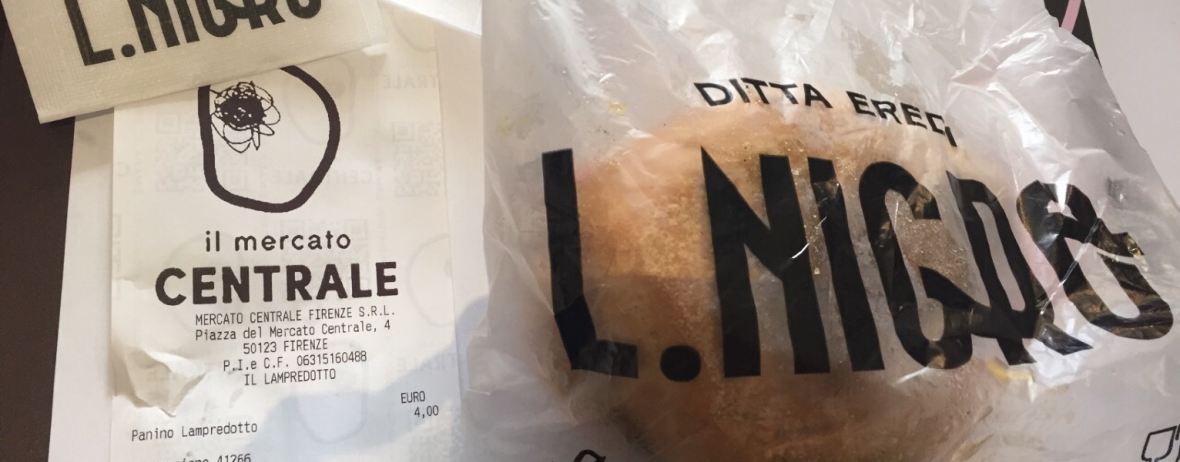 L.NIGRO
il mercato
CENTRALE
MERCATO CENTRALE FIRENZE S.R.L.
Piazza del Mercato Centrale, 4
50123 FIRENZE
P.I.e C.F. 06315160488
IL LAMPREDOTTO
EURO
4,00
Panino Lampredotto
41266
DITTA EREDI
L.NIGRO